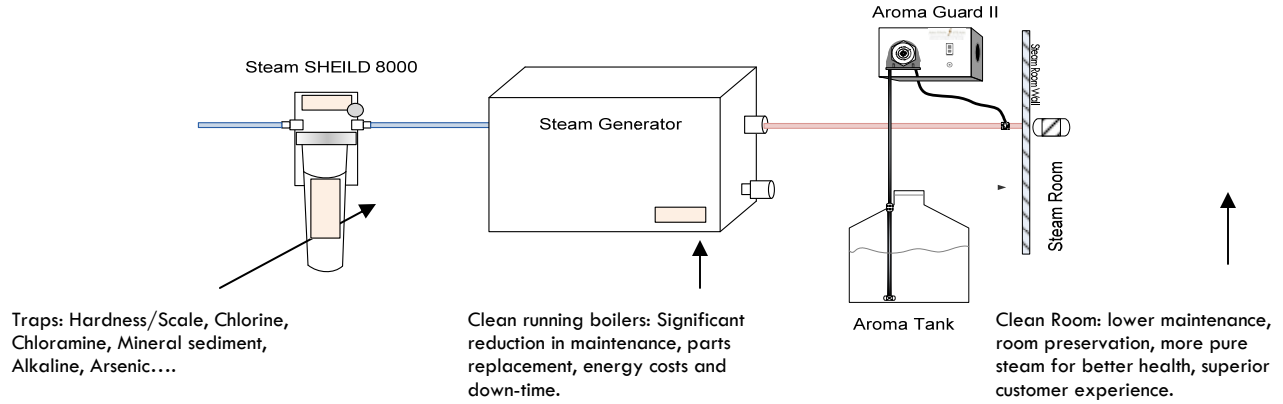 Aroma Guard II
Steam SHEILD 8000
Steam Generator
Steam Room Wall
Steam Room
Aroma Tank
Traps: Hardness/Scale, Chlorine,
Chloramine, Mineral sediment,
Alkaline, Arsenic....
Clean running boilers: Significant
reduction in maintenance, parts
replacement, energy costs and
down-time.
Clean Room: lower maintenance,
room preservation, more pure
steam for better health, superior
customer experience.